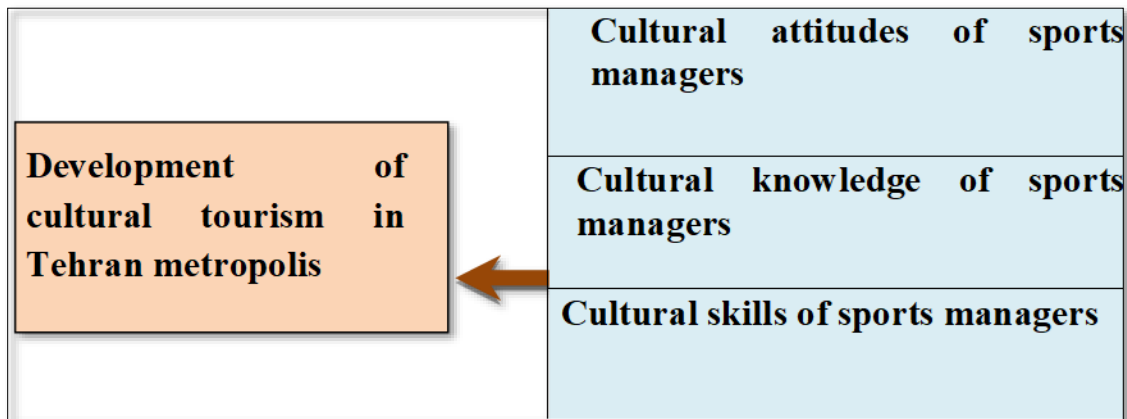 Development of
cultural tourism in
Tehran metropolis
Cultural attitudes of sports
managers
Cultural knowledge of sports
managers
Cultural skills of sports managers